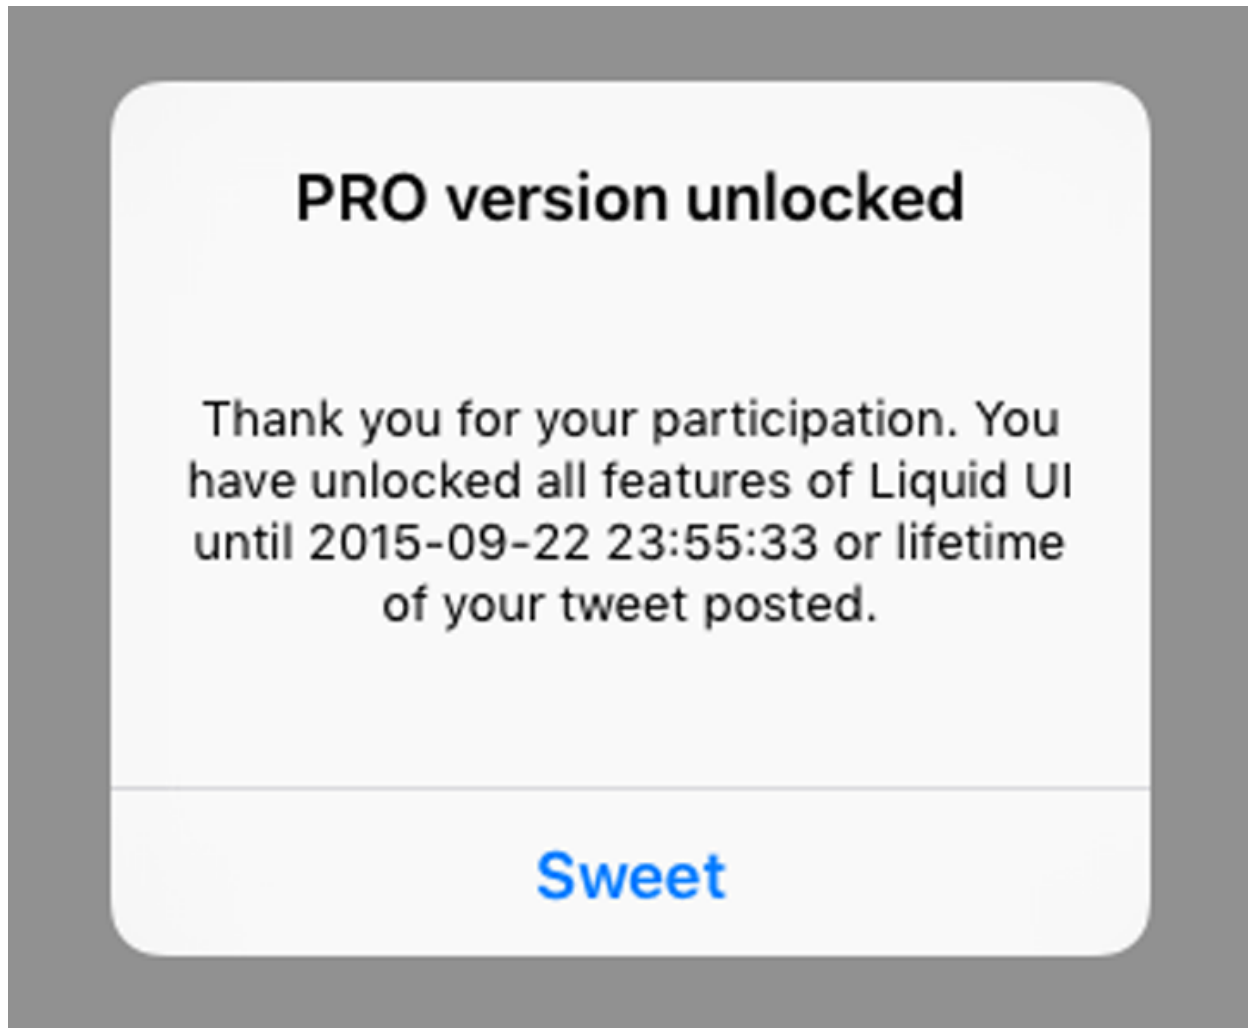 PRO version unlocked
Thank you for your participation. You
have unlocked all features of Liquid UI
until 2015-09-22 23:55:33 or lifetime
of your tweet posted.
Sweet